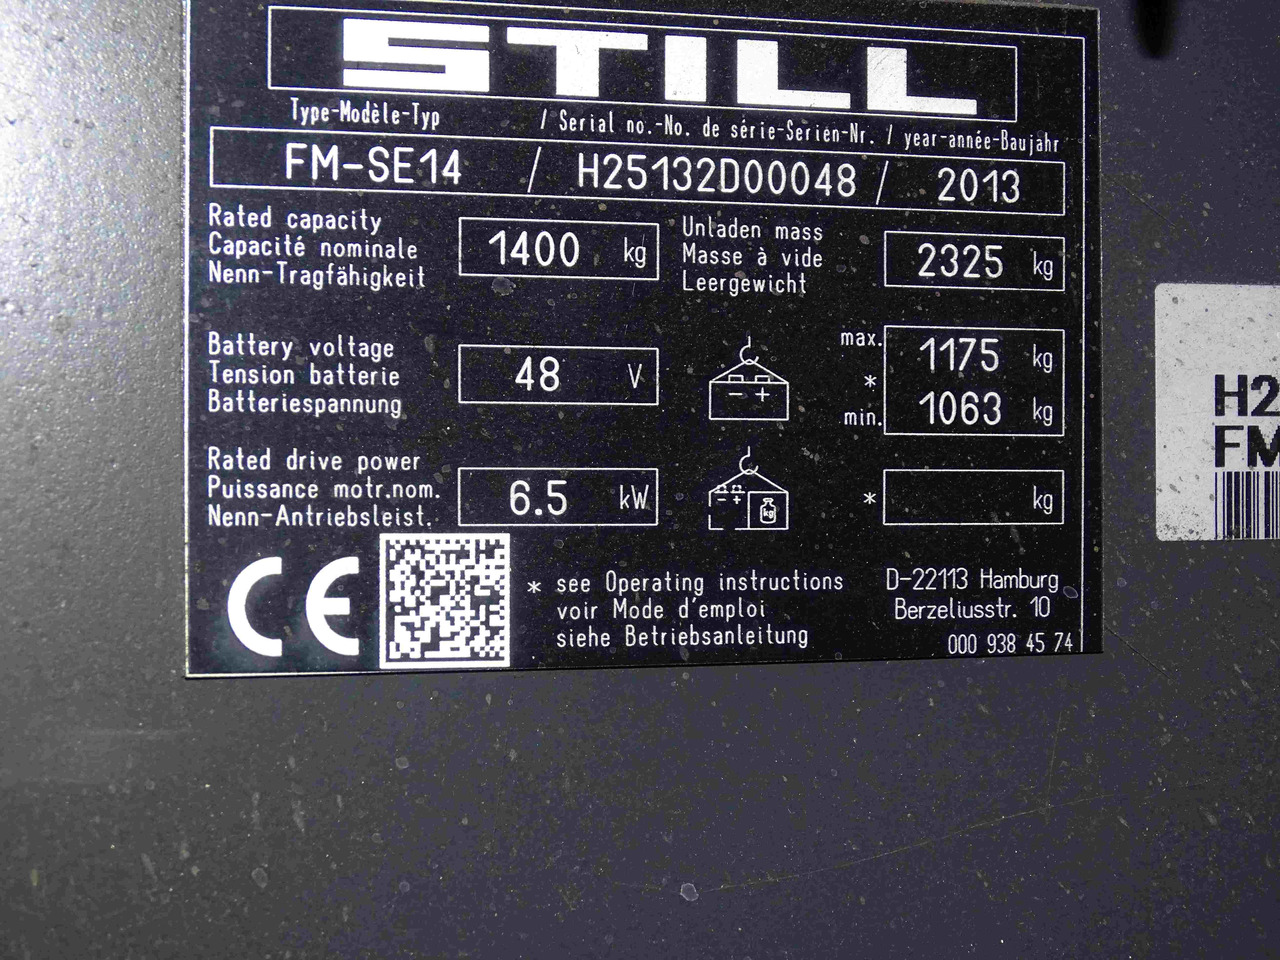 STILL
Type-Modèle-Typ / Serial no.-No. de série-Serien-Nr. / year-année-Baujahr
FM-SE14 / H25132D00048 / 2013
Rated capacity
Capacité nominale
Nenn-Tragfähigkeit
1400 kg
Unladen mass
Masse à vide
Leergewicht
2325 kg
Battery voltage
Tension batterie
Batteriespannung
48 V
max. 1175 kg
*
min. 1063 kg
Rated drive power
Puissance motr.nom.
Nenn-Antriebsleist.
6.5 kW
- +
- +
kg
* kg
CE
* see Operating instructions
voir Mode d'emploi
siehe Betriebsanleitung
D-22113 Hamburg
Berzeliusstr. 10
000 938 45 74
H2
FM